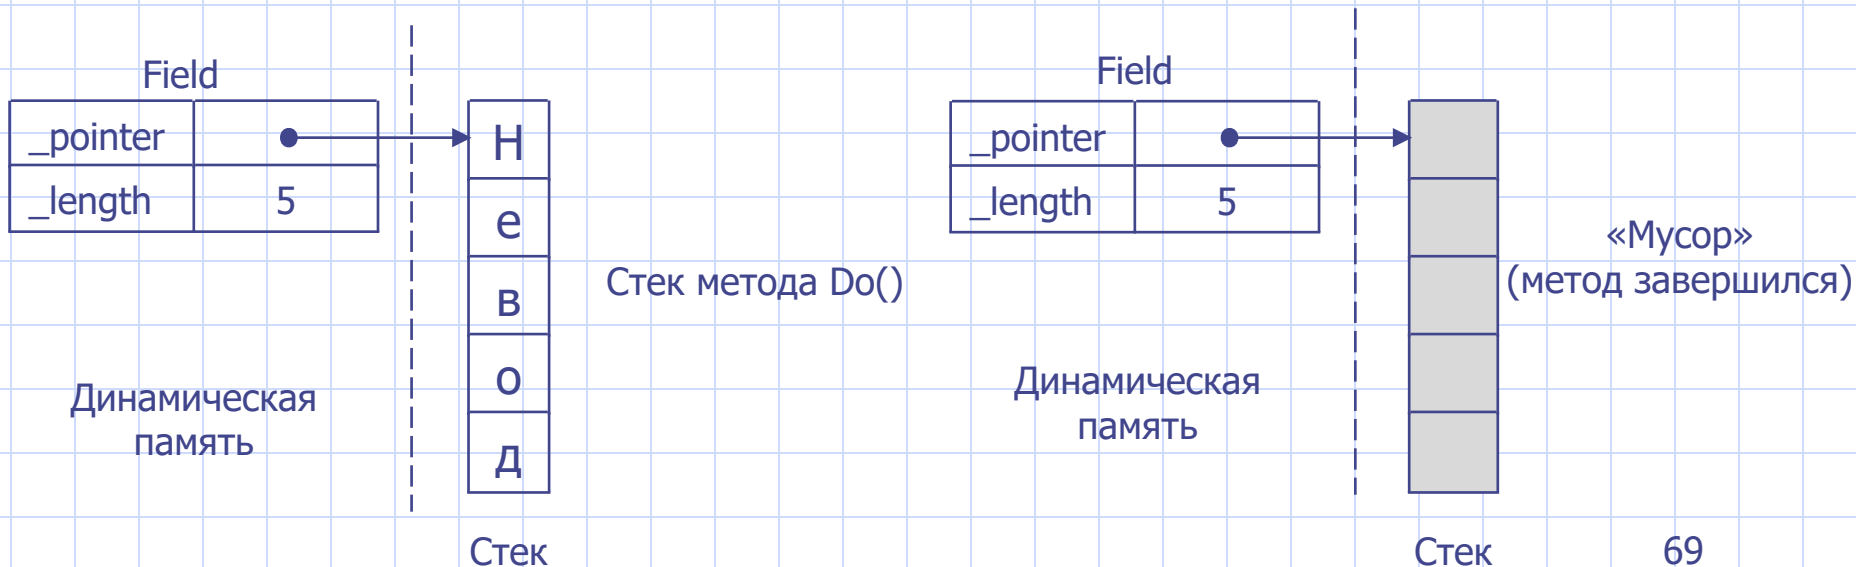 Field
_pointer
_length 5
Н
е
в
о
д
Стек метода Do()
Динамическая
память
Стек
Field
_pointer
_length 5
«Мусор»
(метод завершился)
Динамическая
память
Стек
69